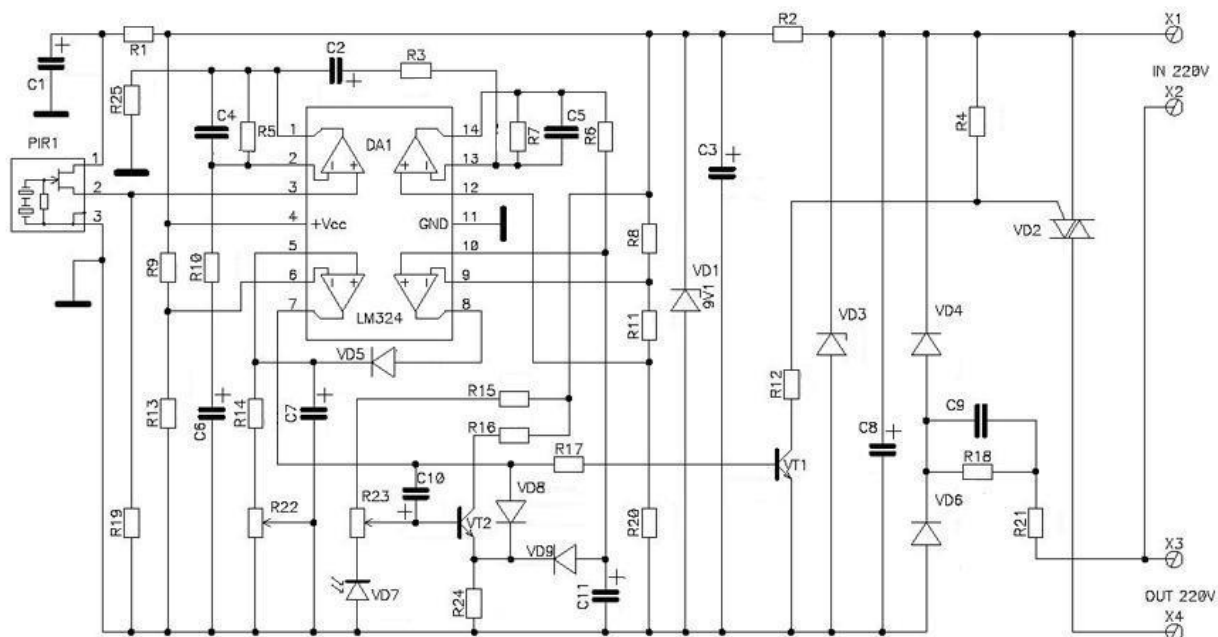 X1
R2
R1
C2
R3
IN 220V
X2
C1
R25
C4
R5
R7
C5
R6
R4
PIR1
1
DA1
14
1
2
13
C3
2
3
12
3
4
+Vcc
GND
11
VD2
R9
R10
5
10
R8
6
9
VD1
9V1
7
LM324
8
R11
VD3
VD4
VD5
R12
R13
C6
R14
C7
R15
R16
C8
C9
R17
VT1
R18
C10
VD8
VD6
R19
R22
R23
VT2
R20
R21
VD9
X3
VD7
R24
C11
OUT 220V
X4